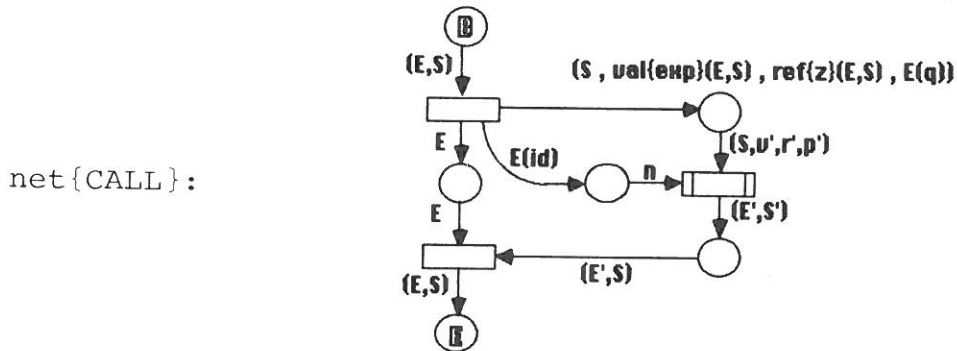 B
(E,S)
(S , val{exp}(E,S) , ref{z}(E,S) , E(q))
E
E(id)
(S,v',r',p')
net{CALL}:
n
E
(E',S')
(E',S)
(E,S)
E